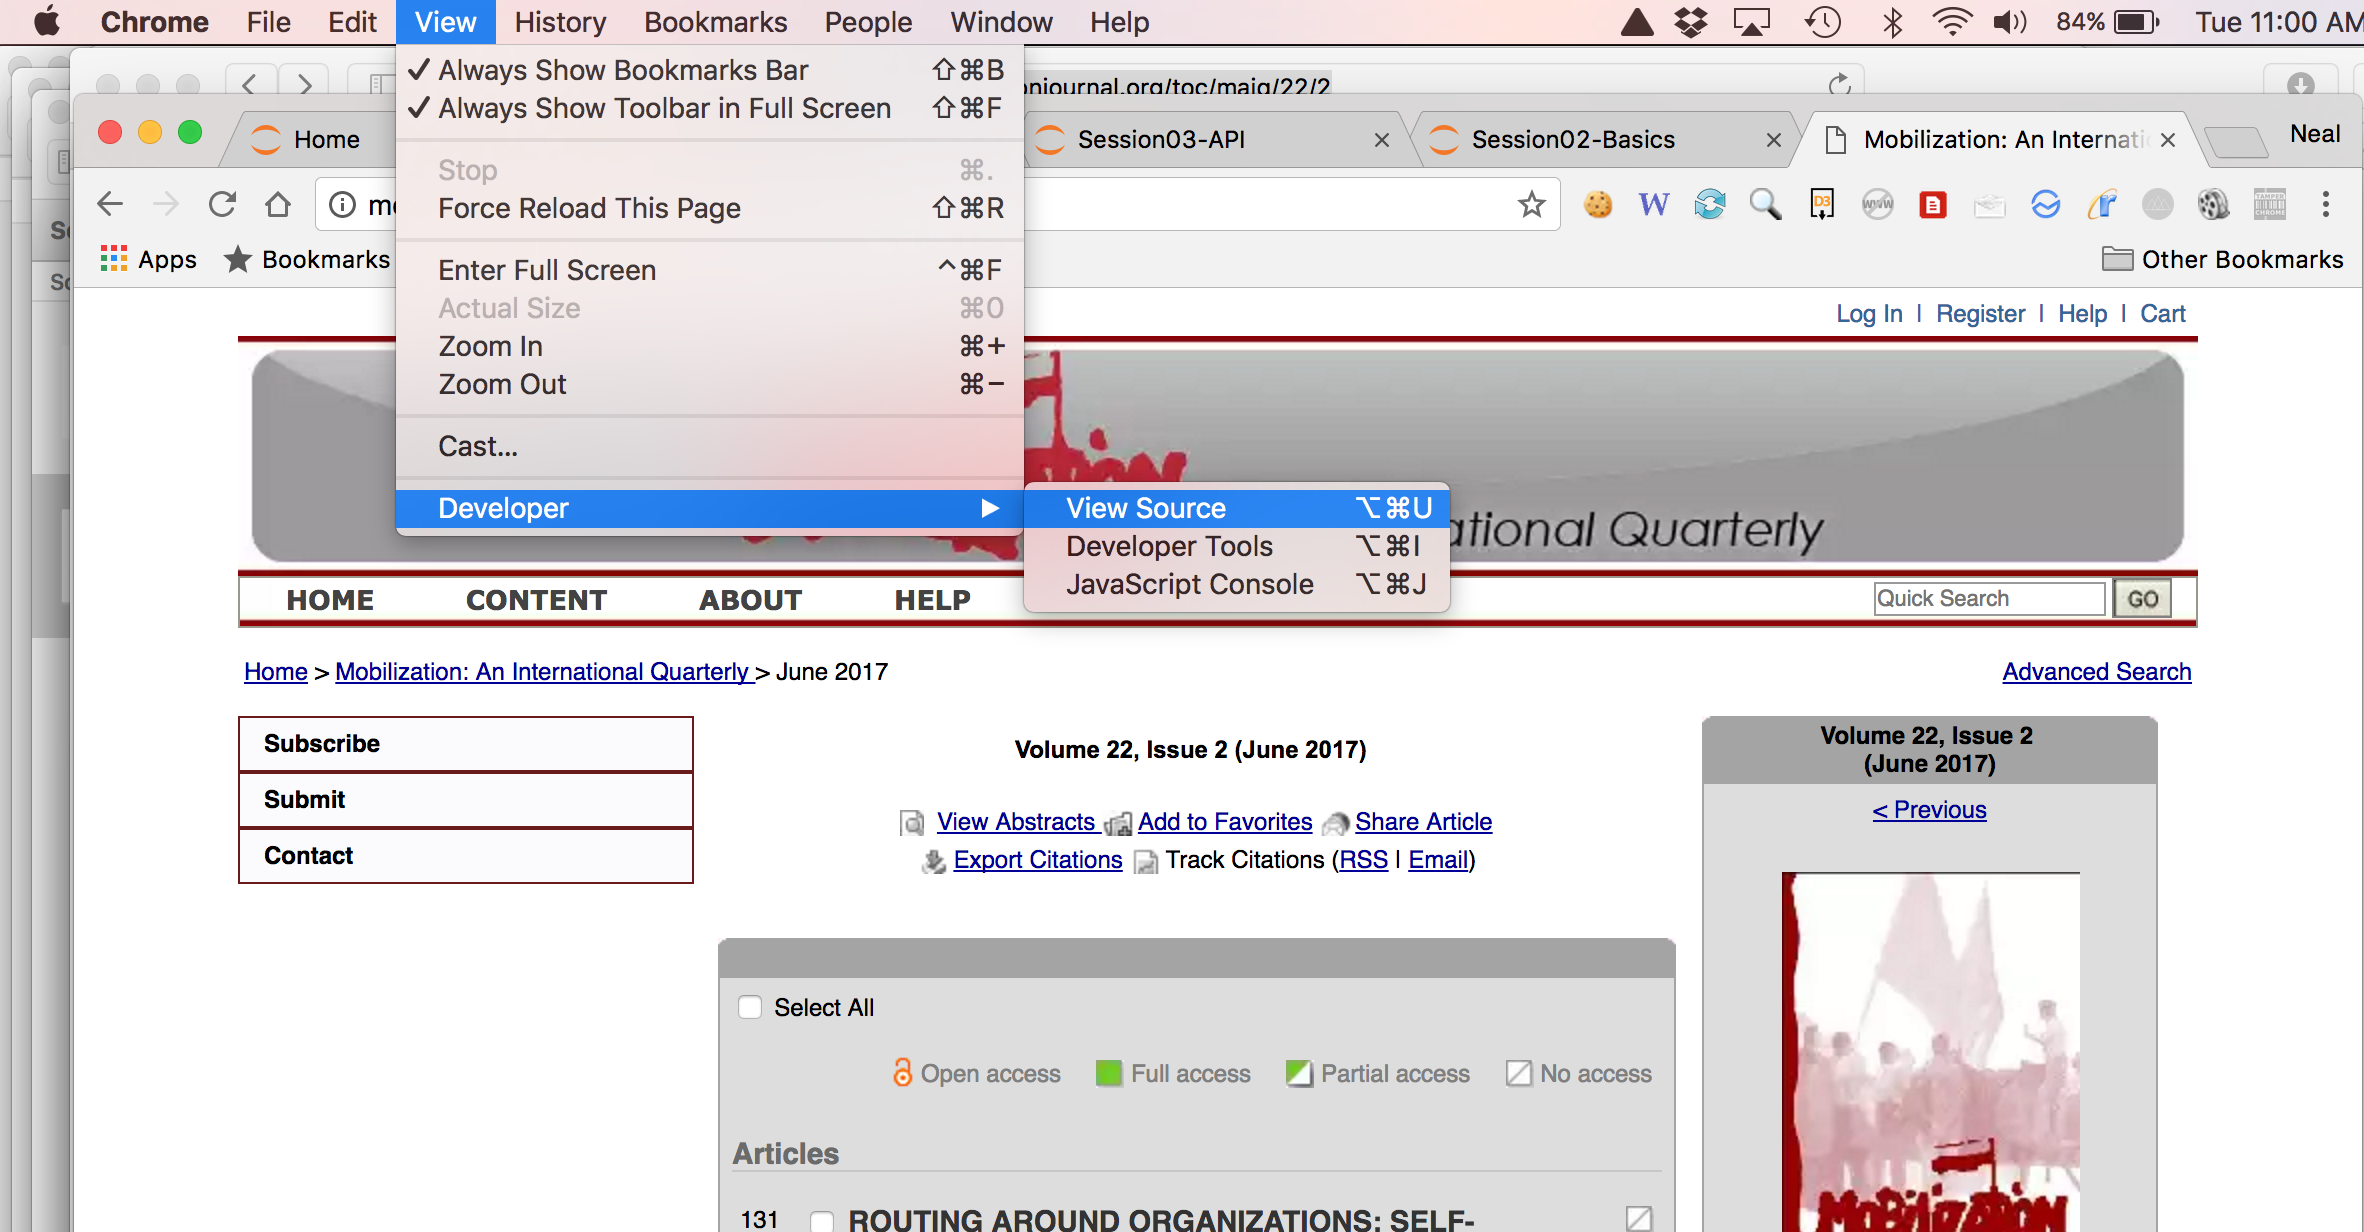 Chrome File Edit View History Bookmarks People Window Help 84% Tue 11:00 AM
✓ Always Show Bookmarks Bar ⇧⌘B
✓ Always Show Toolbar in Full Screen ⇧⌘F
Stop ⌘.
Force Reload This Page ⇧⌘R
Enter Full Screen ^⌘F
Actual Size ⌘0
Zoom In ⌘+
Zoom Out ⌘−
Cast...
Developer ▶
View Source ⌥⌘U
Developer Tools ⌥⌘I
JavaScript Console ⌥⌘J
njournal.org/toc/maiq/22/2
Home Session03-API Session02-Basics Mobilization: An Internati Neal
W D3 WWW TAMPER CHROME
Apps Bookmarks Other Bookmarks
Log In | Register | Help | Cart
ational Quarterly
HOME CONTENT ABOUT HELP Quick Search GO
Home > Mobilization: An International Quarterly > June 2017 Advanced Search
Subscribe
Submit
Contact
Volume 22, Issue 2 (June 2017)
View Abstracts Add to Favorites Share Article
Export Citations Track Citations (RSS | Email)
Select All
Open access Full access Partial access No access
Articles
131 ROUTING AROUND ORGANIZATIONS: SELF-
Volume 22, Issue 2
(June 2017)
< Previous
MOBILIZATION